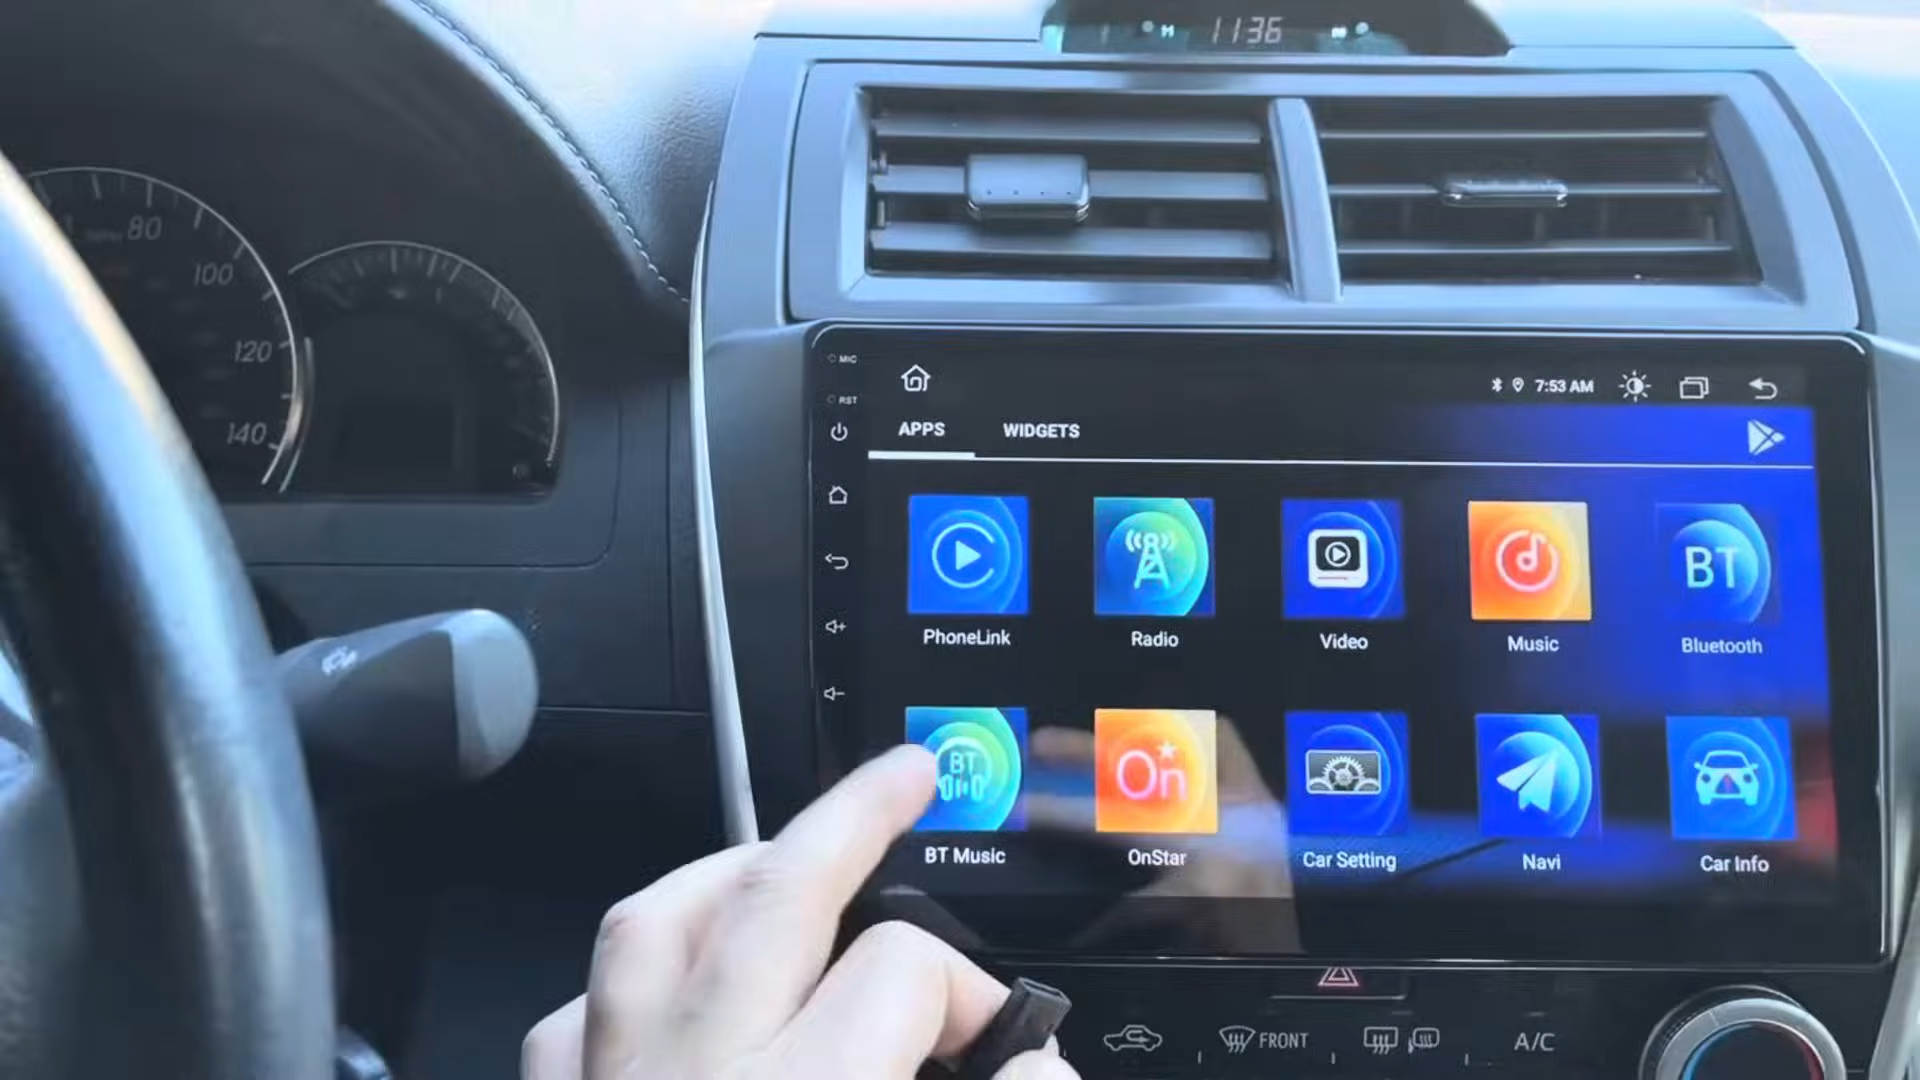 1136
80
100
120
140
MIC
RST
7:53 AM
APPS WIDGETS
BT
PhoneLink Radio Video Music Bluetooth
BT On
BT Music OnStar Car Setting Navi Car Info
FRONT A/C